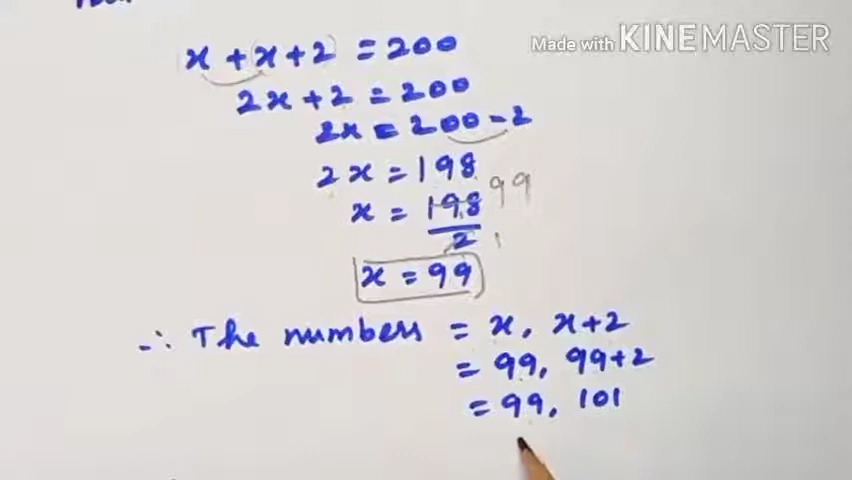 x + x + 2 = 200
Made with KINEMASTER
2x + 2 = 200
2x = 200 - 2
2x = 198
x = 198/2 99 1
x = 99
∴ The numbers = x, x+2
= 99, 99+2
= 99, 101